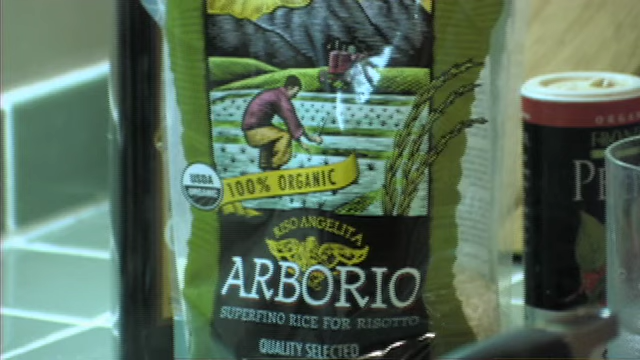 USDA
ORGANIC
100% ORGANIC
RISO ANGELITA
ARBORIO
SUPERFINO RICE FOR RISOTTO
QUALITY SELECTED